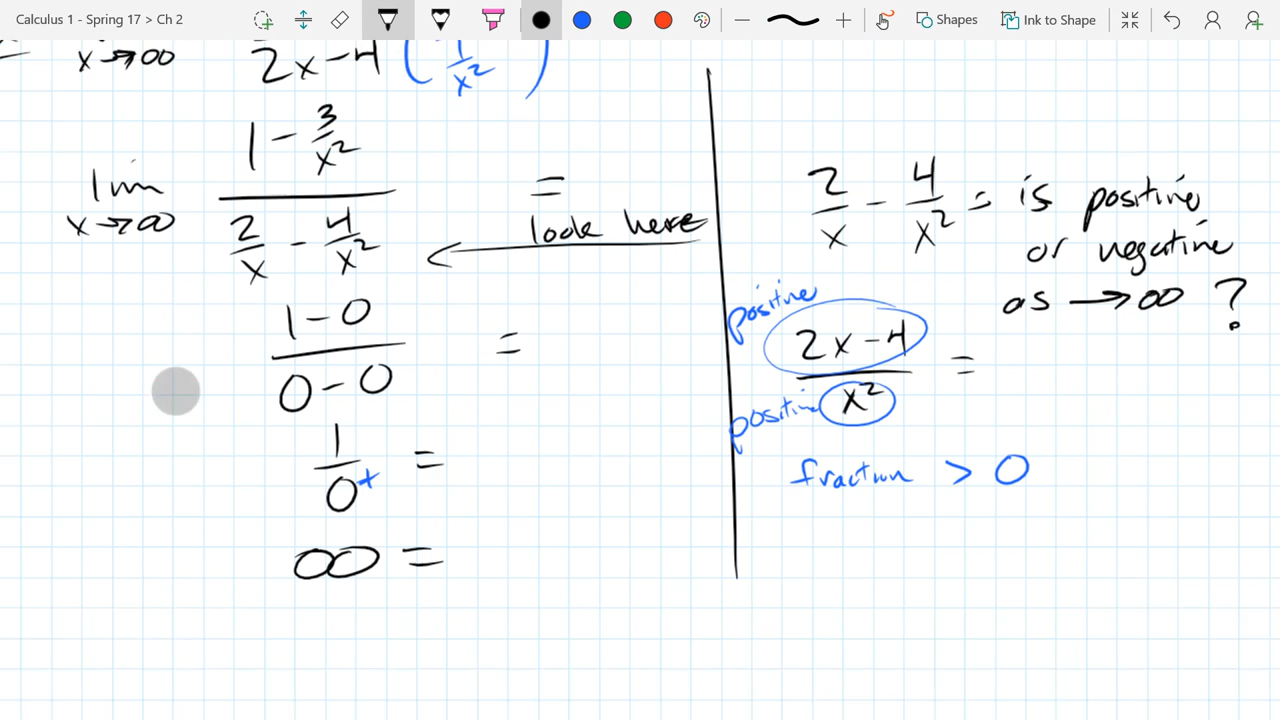 Calculus 1 - Spring 17 > Ch 2
Shapes
Ink to Shape
x→∞
2x-4 (1/x²)
lim x→∞ (1 - 3/x²)/(2/x - 4/x²) =
look here
(1-0)/(0-0) =
1/0⁺ =
∞ =
2/x - 4/x² = is positive
or negative
as →∞ ?
positive
(2x-4)/x² =
positive
fraction > 0